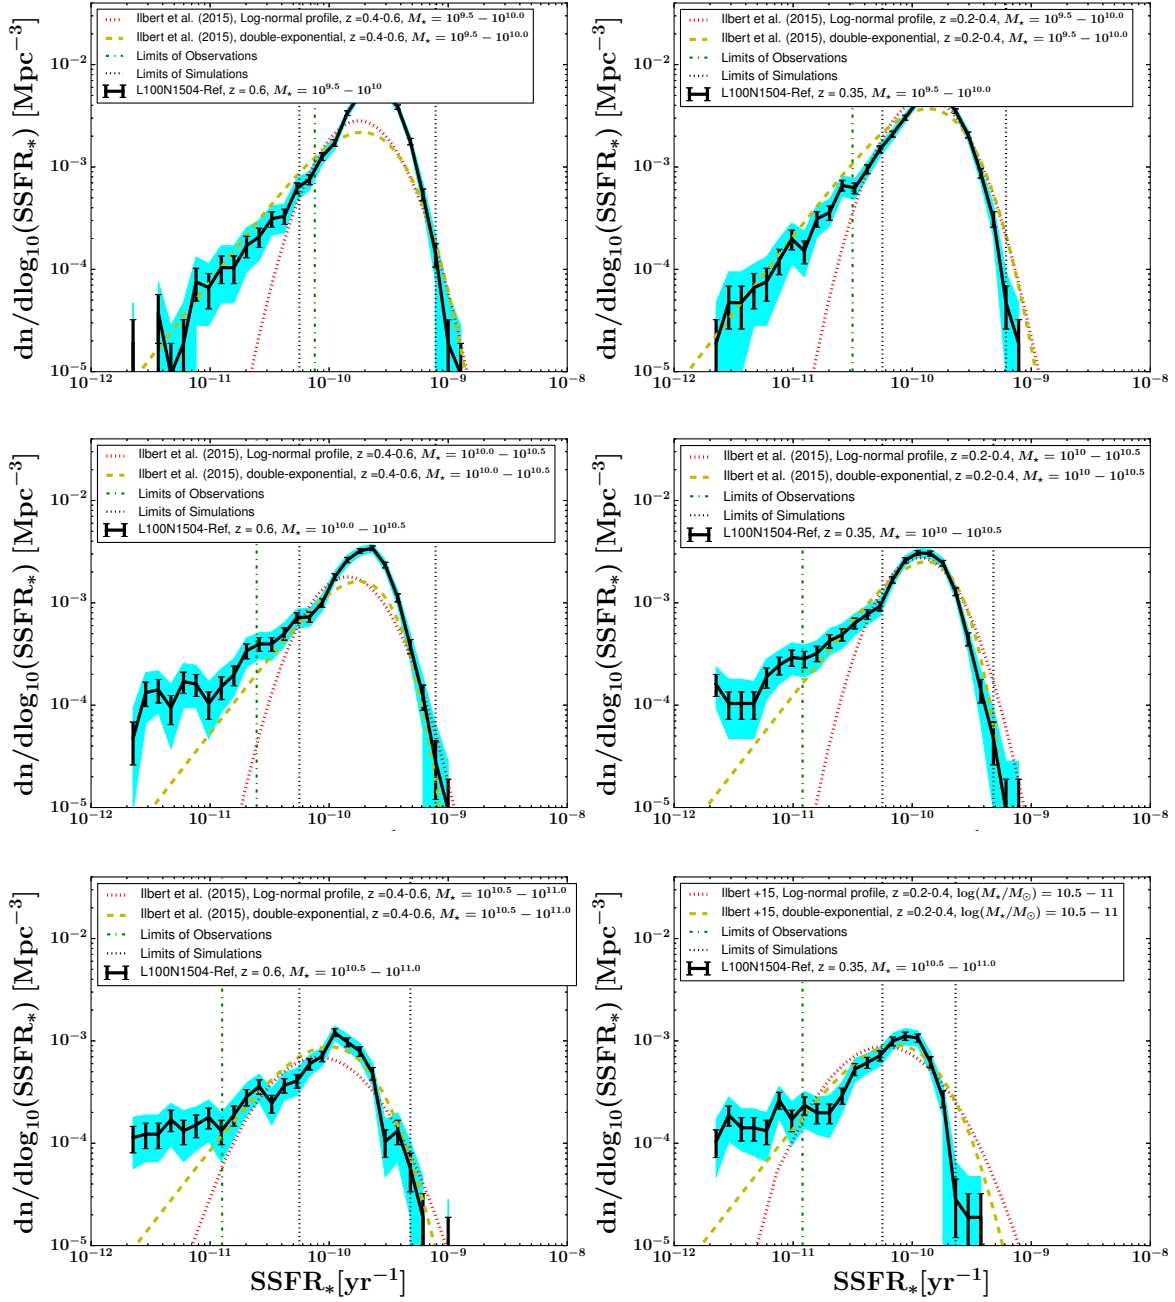 Ilbert et al. (2015), Log-normal profile, z=0.4-0.6, M⋆ = 10^9.5 − 10^10.0
Ilbert et al. (2015), double-exponential, z=0.4-0.6, M⋆ = 10^9.5 − 10^10.0
Limits of Observations
Limits of Simulations
L100N1504-Ref, z = 0.6, M⋆ = 10^9.5 − 10^10
dn/dlog10(SSFR*) [Mpc^−3]
10^−2
10^−3
10^−4
10^−5
10^−12 10^−11 10^−10 10^−9 10^−8
Ilbert et al. (2015), Log-normal profile, z=0.2-0.4, M⋆ = 10^9.5 − 10^10.0
Ilbert et al. (2015), double-exponential, z=0.2-0.4, M⋆ = 10^9.5 − 10^10.0
Limits of Observations
Limits of Simulations
L100N1504-Ref, z = 0.35, M⋆ = 10^9.5 − 10^10.0
dn/dlog10(SSFR*) [Mpc^−3]
10^−2
10^−3
10^−4
10^−5
10^−12 10^−11 10^−10 10^−9 10^−8
Ilbert et al. (2015), Log-normal profile, z=0.4-0.6, M⋆ = 10^10.0 − 10^10.5
Ilbert et al. (2015), double-exponential, z=0.4-0.6, M⋆ = 10^10.0 − 10^10.5
Limits of Observations
Limits of Simulations
L100N1504-Ref, z = 0.6, M⋆ = 10^10.0 − 10^10.5
dn/dlog10(SSFR*) [Mpc^−3]
10^−2
10^−3
10^−4
10^−5
10^−12 10^−11 10^−10 10^−9 10^−8
Ilbert et al. (2015), Log-normal profile, z=0.2-0.4, M⋆ = 10^10 − 10^10.5
Ilbert et al. (2015), double-exponential, z=0.2-0.4, M⋆ = 10^10 − 10^10.5
Limits of Observations
Limits of Simulations
L100N1504-Ref, z = 0.35, M⋆ = 10^10 − 10^10.5
dn/dlog10(SSFR*) [Mpc^−3]
10^−2
10^−3
10^−4
10^−5
10^−12 10^−11 10^−10 10^−9 10^−8
Ilbert et al. (2015), Log-normal profile, z =0.4-0.6, M⋆ = 10^10.5 − 10^11.0
Ilbert et al. (2015), double-exponential, z =0.4-0.6, M⋆ = 10^10.5 − 10^11.0
Limits of Observations
Limits of Simulations
L100N1504-Ref, z = 0.6, M⋆ = 10^10.5 − 10^11.0
dn/dlog10(SSFR*) [Mpc^−3]
10^−2
10^−3
10^−4
10^−5
10^−12 10^−11 10^−10 10^−9 10^−8
SSFR*[yr^−1]
Ilbert +15, Log-normal profile, z=0.2-0.4, log(M⋆/M⊙) = 10.5 − 11
Ilbert +15, double-exponential, z=0.2-0.4, log(M⋆/M⊙) = 10.5 − 11
Limits of Observations
Limits of Simulations
L100N1504-Ref, z = 0.35, M⋆ = 10^10.5 − 10^11.0
dn/dlog10(SSFR*) [Mpc^−3]
10^−2
10^−3
10^−4
10^−5
10^−12 10^−11 10^−10 10^−9 10^−8
SSFR*[yr^−1]